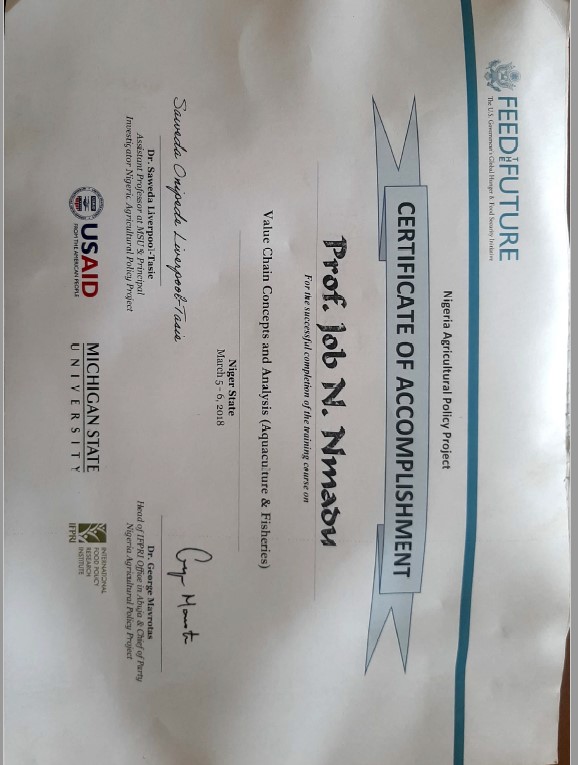 FEED THE FUTURE
The U.S. Government's Global Hunger & Food Security Initiative
Nigeria Agricultural Policy Project
CERTIFICATE OF ACCOMPLISHMENT
Prof. Job N. Nmadu
For the successful completion of the training course on
Value Chain Concepts and Analysis (Aquaculture & Fisheries)
Niger State
March 5 - 6, 2018
Saweda Onipede Liverpool-Tasie
Dr. Saweda Liverpool-Tasie
Assistant Professor at MSU & Principal
Investigator Nigeric Agricultural Policy Project
Dr. George Mavrotas
Head of IFPRI Office in Abuja & Chief of Party
Nigeria Agricultural Policy Project
USAID
FROM THE AMERICAN PEOPLE
MICHIGAN STATE
UNIVERSITY
IFPRI
INTERNATIONAL
FOOD POLICY
RESEARCH
INSTITUTE